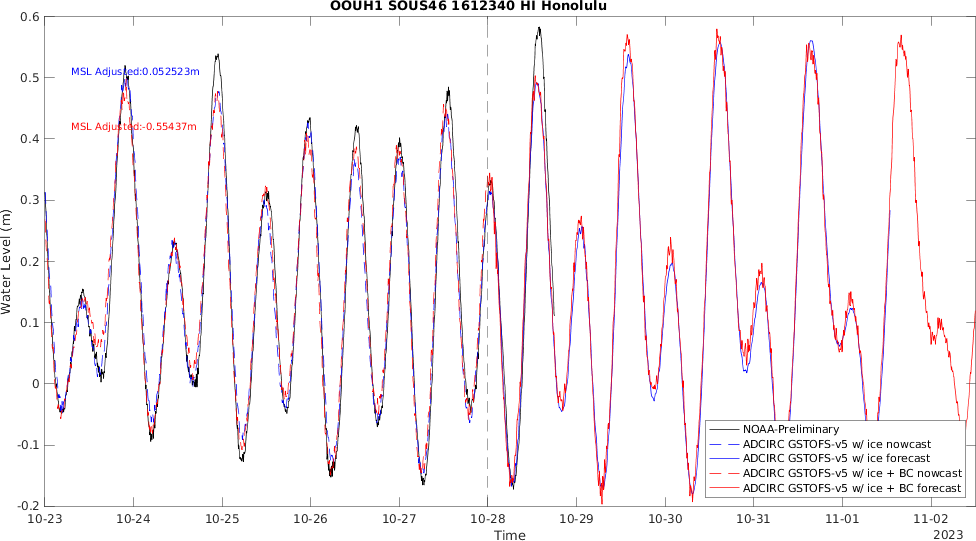 OOUH1 SOUS46 1612340 HI Honolulu
0.6
0.5
0.4
0.3
0.2
0.1
0
-0.1
-0.2
Water Level (m)
MSL Adjusted:0.052523m
MSL Adjusted:-0.55437m
NOAA-Preliminary
ADCIRC GSTOFS-v5 w/ ice nowcast
ADCIRC GSTOFS-v5 w/ ice forecast
ADCIRC GSTOFS-v5 w/ ice + BC nowcast
ADCIRC GSTOFS-v5 w/ ice + BC forecast
10-23 10-24 10-25 10-26 10-27 10-28 10-29 10-30 10-31 11-01 11-02
Time
2023